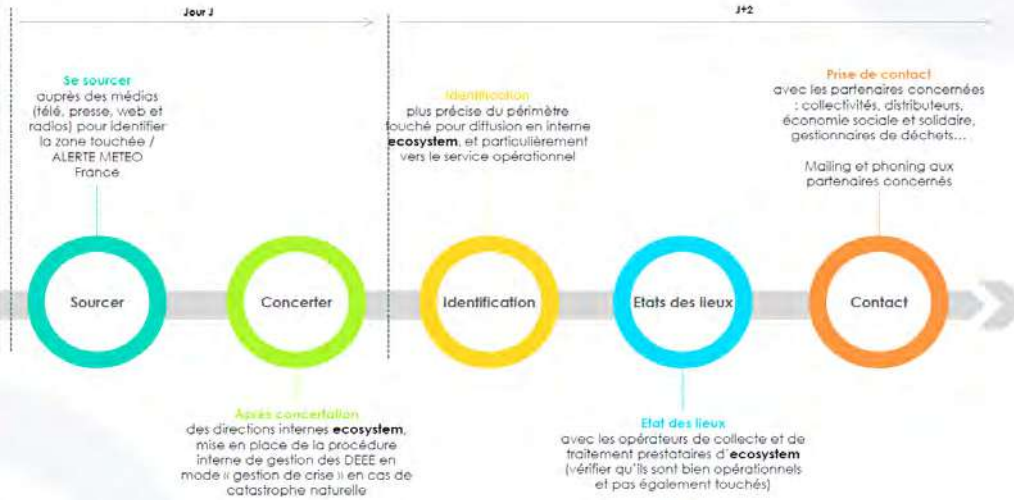 Jour J
J+2
Se sourcer
auprès des médias
(télé, presse, web et
radios) pour identifier
la zone touchée /
ALERTE METEO
France
Identification
plus précise du périmètre
touché pour diffusion en interne
ecosystem, et particulièrement
vers le service opérationnel
Prise de contact
avec les partenaires concernées
: collectivités, distributeurs,
économie sociale et solidaire,
gestionnaires de déchets...
Mailing et phoning aux
partenaires concernés
Sourcer
Concerter
Identification
Etats des lieux
Contact
Après concertation
des directions internes ecosystem,
mise en place de la procédure
interne de gestion des DEEE en
mode « gestion de crise » en cas de
catastrophe naturelle
Etat des lieux
avec les opérateurs de collecte et de
traitement prestataires d'ecosystem
(vérifier qu'ils sont bien opérationnels
et pas également touchés)